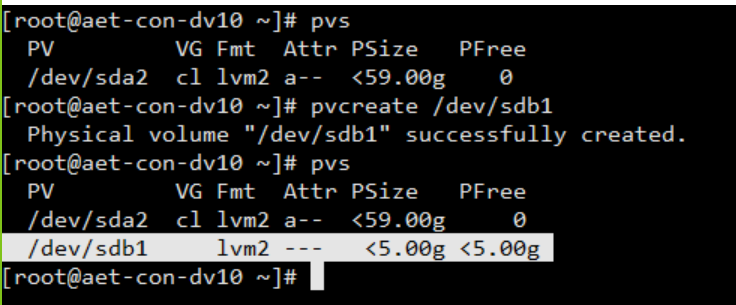 [root@aet-con-dv10 ~]# pvs
  PV         VG Fmt  Attr PSize   PFree
  /dev/sda2  cl lvm2 a--  <59.00g    0
[root@aet-con-dv10 ~]# pvcreate /dev/sdb1
  Physical volume "/dev/sdb1" successfully created.
[root@aet-con-dv10 ~]# pvs
  PV         VG Fmt  Attr PSize   PFree
  /dev/sda2  cl lvm2 a--  <59.00g     0
  /dev/sdb1     lvm2 ---   <5.00g <5.00g
[root@aet-con-dv10 ~]#